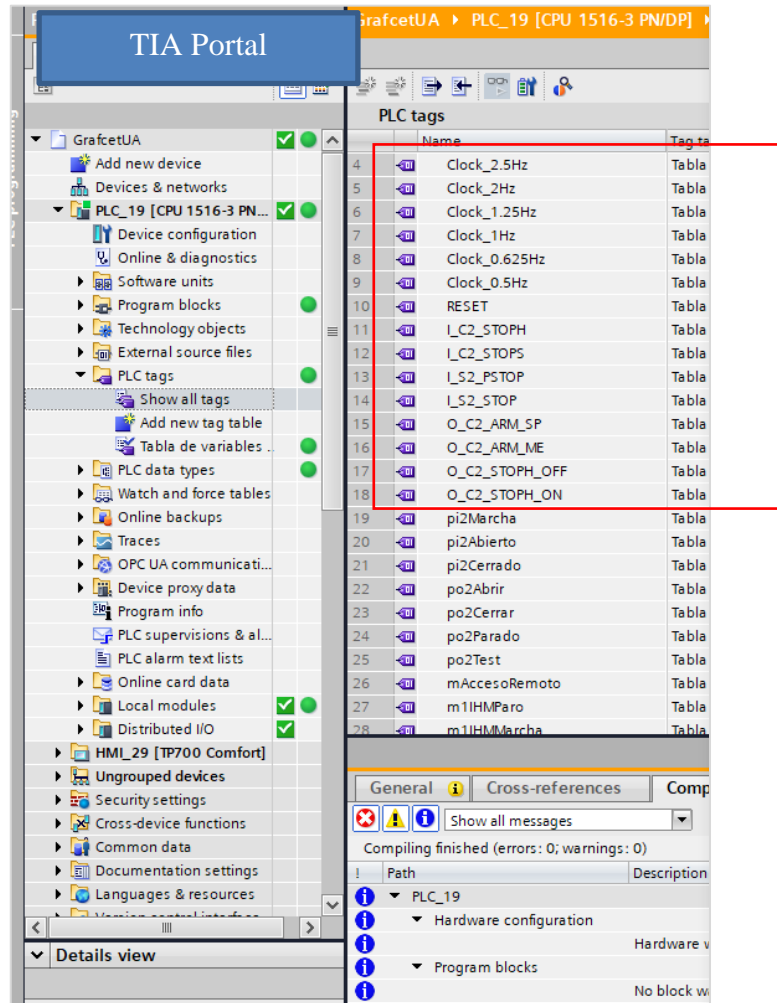 TIA Portal
GrafcetUA
Add new device
Devices & networks
PLC_19 [CPU 1516-3 PN...
Device configuration
Online & diagnostics
Software units
Program blocks
Technology objects
External source files
PLC tags
Show all tags
Add new tag table
Tabla de variables ..
PLC data types
Watch and force tables
Online backups
Traces
OPC UA communicati...
Device proxy data
Program info
PLC supervisions & al...
PLC alarm text lists
Online card data
Local modules
Distributed I/O
HMI_29 [TP700 Comfort]
Ungrouped devices
Security settings
Cross-device functions
Common data
Documentation settings
Languages & resources
Version control interface
Details view
GrafcetUA PLC_19 [CPU 1516-3 PN/DP]
PLC tags
Name Tag ta
4 Clock_2.5Hz Tabla
5 Clock_2Hz Tabla
6 Clock_1.25Hz Tabla
7 Clock_1Hz Tabla
8 Clock_0.625Hz Tabla
9 Clock_0.5Hz Tabla
10 RESET Tabla
11 I_C2_STOPH Tabla
12 I_C2_STOPS Tabla
13 I_S2_PSTOP Tabla
14 I_S2_STOP Tabla
15 O_C2_ARM_SP Tabla
16 O_C2_ARM_ME Tabla
17 O_C2_STOPH_OFF Tabla
18 O_C2_STOPH_ON Tabla
19 pi2Marcha Tabla
20 pi2Abierto Tabla
21 pi2Cerrado Tabla
22 po2Abrir Tabla
23 po2Cerrar Tabla
24 po2Parado Tabla
25 po2Test Tabla
26 mAccesoRemoto Tabla
27 m1IHMParo Tabla
28 m1IHMMarcha Tabla
General Cross-references Comp
Show all messages
Compiling finished (errors: 0; warnings: 0)
! Path Description
PLC_19
Hardware configuration
Hardware
Program blocks
No block